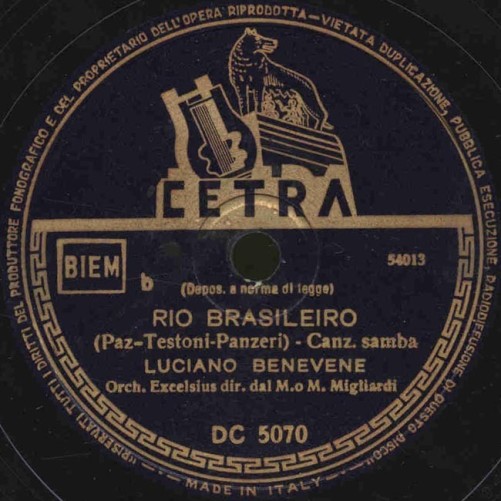 "RISERVATI TUTTI I DIRITTI DEL PRODUTTORE FONOGRAFICO E DEL PROPRIETARIO DELL'OPERA RIPRODOTTA-VIETATA DUPLICAZIONE, PUBBLICA ESECUZIONE, RADIODIFFUSIONE DI QUESTO DISCO"
CETRA
BIEM
b
54013
(Depos. a norma di legge)
RIO BRASILEIRO
(Paz-Testoni-Panzeri) - Canz. samba
LUCIANO BENEVENE
Orch. Excelsius dir. dal M.o M. Migliardi
DC 5070
MADE IN ITALY